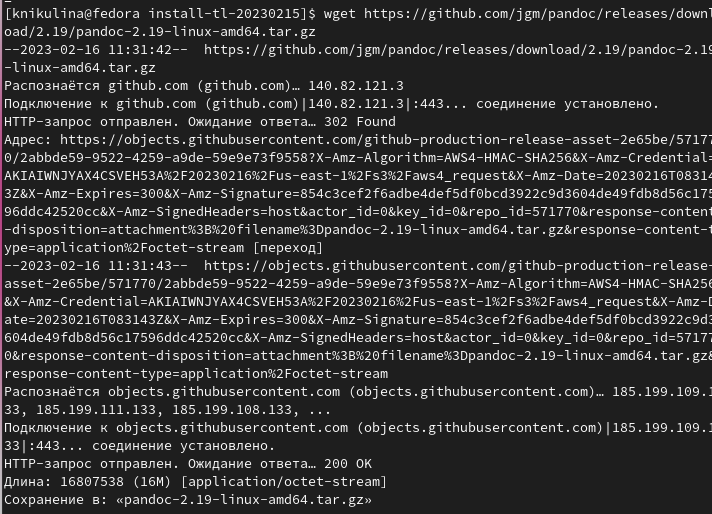 [knikulina@fedora install-tl-20230215]$ wget https://github.com/jgm/pandoc/releases/downl
oad/2.19/pandoc-2.19-linux-amd64.tar.gz
--2023-02-16 11:31:42--  https://github.com/jgm/pandoc/releases/download/2.19/pandoc-2.19
-linux-amd64.tar.gz
Распознаётся github.com (github.com)… 140.82.121.3
Подключение к github.com (github.com)|140.82.121.3|:443... соединение установлено.
HTTP-запрос отправлен. Ожидание ответа… 302 Found
Адрес: https://objects.githubusercontent.com/github-production-release-asset-2e65be/57177
0/2abbde59-9522-4259-a9de-59e9e73f9558?X-Amz-Algorithm=AWS4-HMAC-SHA256&X-Amz-Credential=
AKIAIWNJYAX4CSVEH53A%2F20230216%2Fus-east-1%2Fs3%2Faws4_request&X-Amz-Date=20230216T08314
3Z&X-Amz-Expires=300&X-Amz-Signature=854c3cef2f6adbe4def5df0bcd3922c9d3604de49fdb8d56c175
96ddc42520cc&X-Amz-SignedHeaders=host&actor_id=0&key_id=0&repo_id=571770&response-content
-disposition=attachment%3B%20filename%3Dpandoc-2.19-linux-amd64.tar.gz&response-content-t
ype=application%2Foctet-stream [переход]
--2023-02-16 11:31:43--  https://objects.githubusercontent.com/github-production-release-
asset-2e65be/571770/2abbde59-9522-4259-a9de-59e9e73f9558?X-Amz-Algorithm=AWS4-HMAC-SHA256
&X-Amz-Credential=AKIAIWNJYAX4CSVEH53A%2F20230216%2Fus-east-1%2Fs3%2Faws4_request&X-Amz-D
ate=20230216T083143Z&X-Amz-Expires=300&X-Amz-Signature=854c3cef2f6adbe4def5df0bcd3922c9d3
604de49fdb8d56c17596ddc42520cc&X-Amz-SignedHeaders=host&actor_id=0&key_id=0&repo_id=57177
0&response-content-disposition=attachment%3B%20filename%3Dpandoc-2.19-linux-amd64.tar.gz&
response-content-type=application%2Foctet-stream
Распознаётся objects.githubusercontent.com (objects.githubusercontent.com)… 185.199.109.1
33, 185.199.111.133, 185.199.108.133, ...
Подключение к objects.githubusercontent.com (objects.githubusercontent.com)|185.199.109.1
33|:443... соединение установлено.
HTTP-запрос отправлен. Ожидание ответа… 200 OK
Длина: 16807538 (16M) [application/octet-stream]
Сохранение в: «pandoc-2.19-linux-amd64.tar.gz»